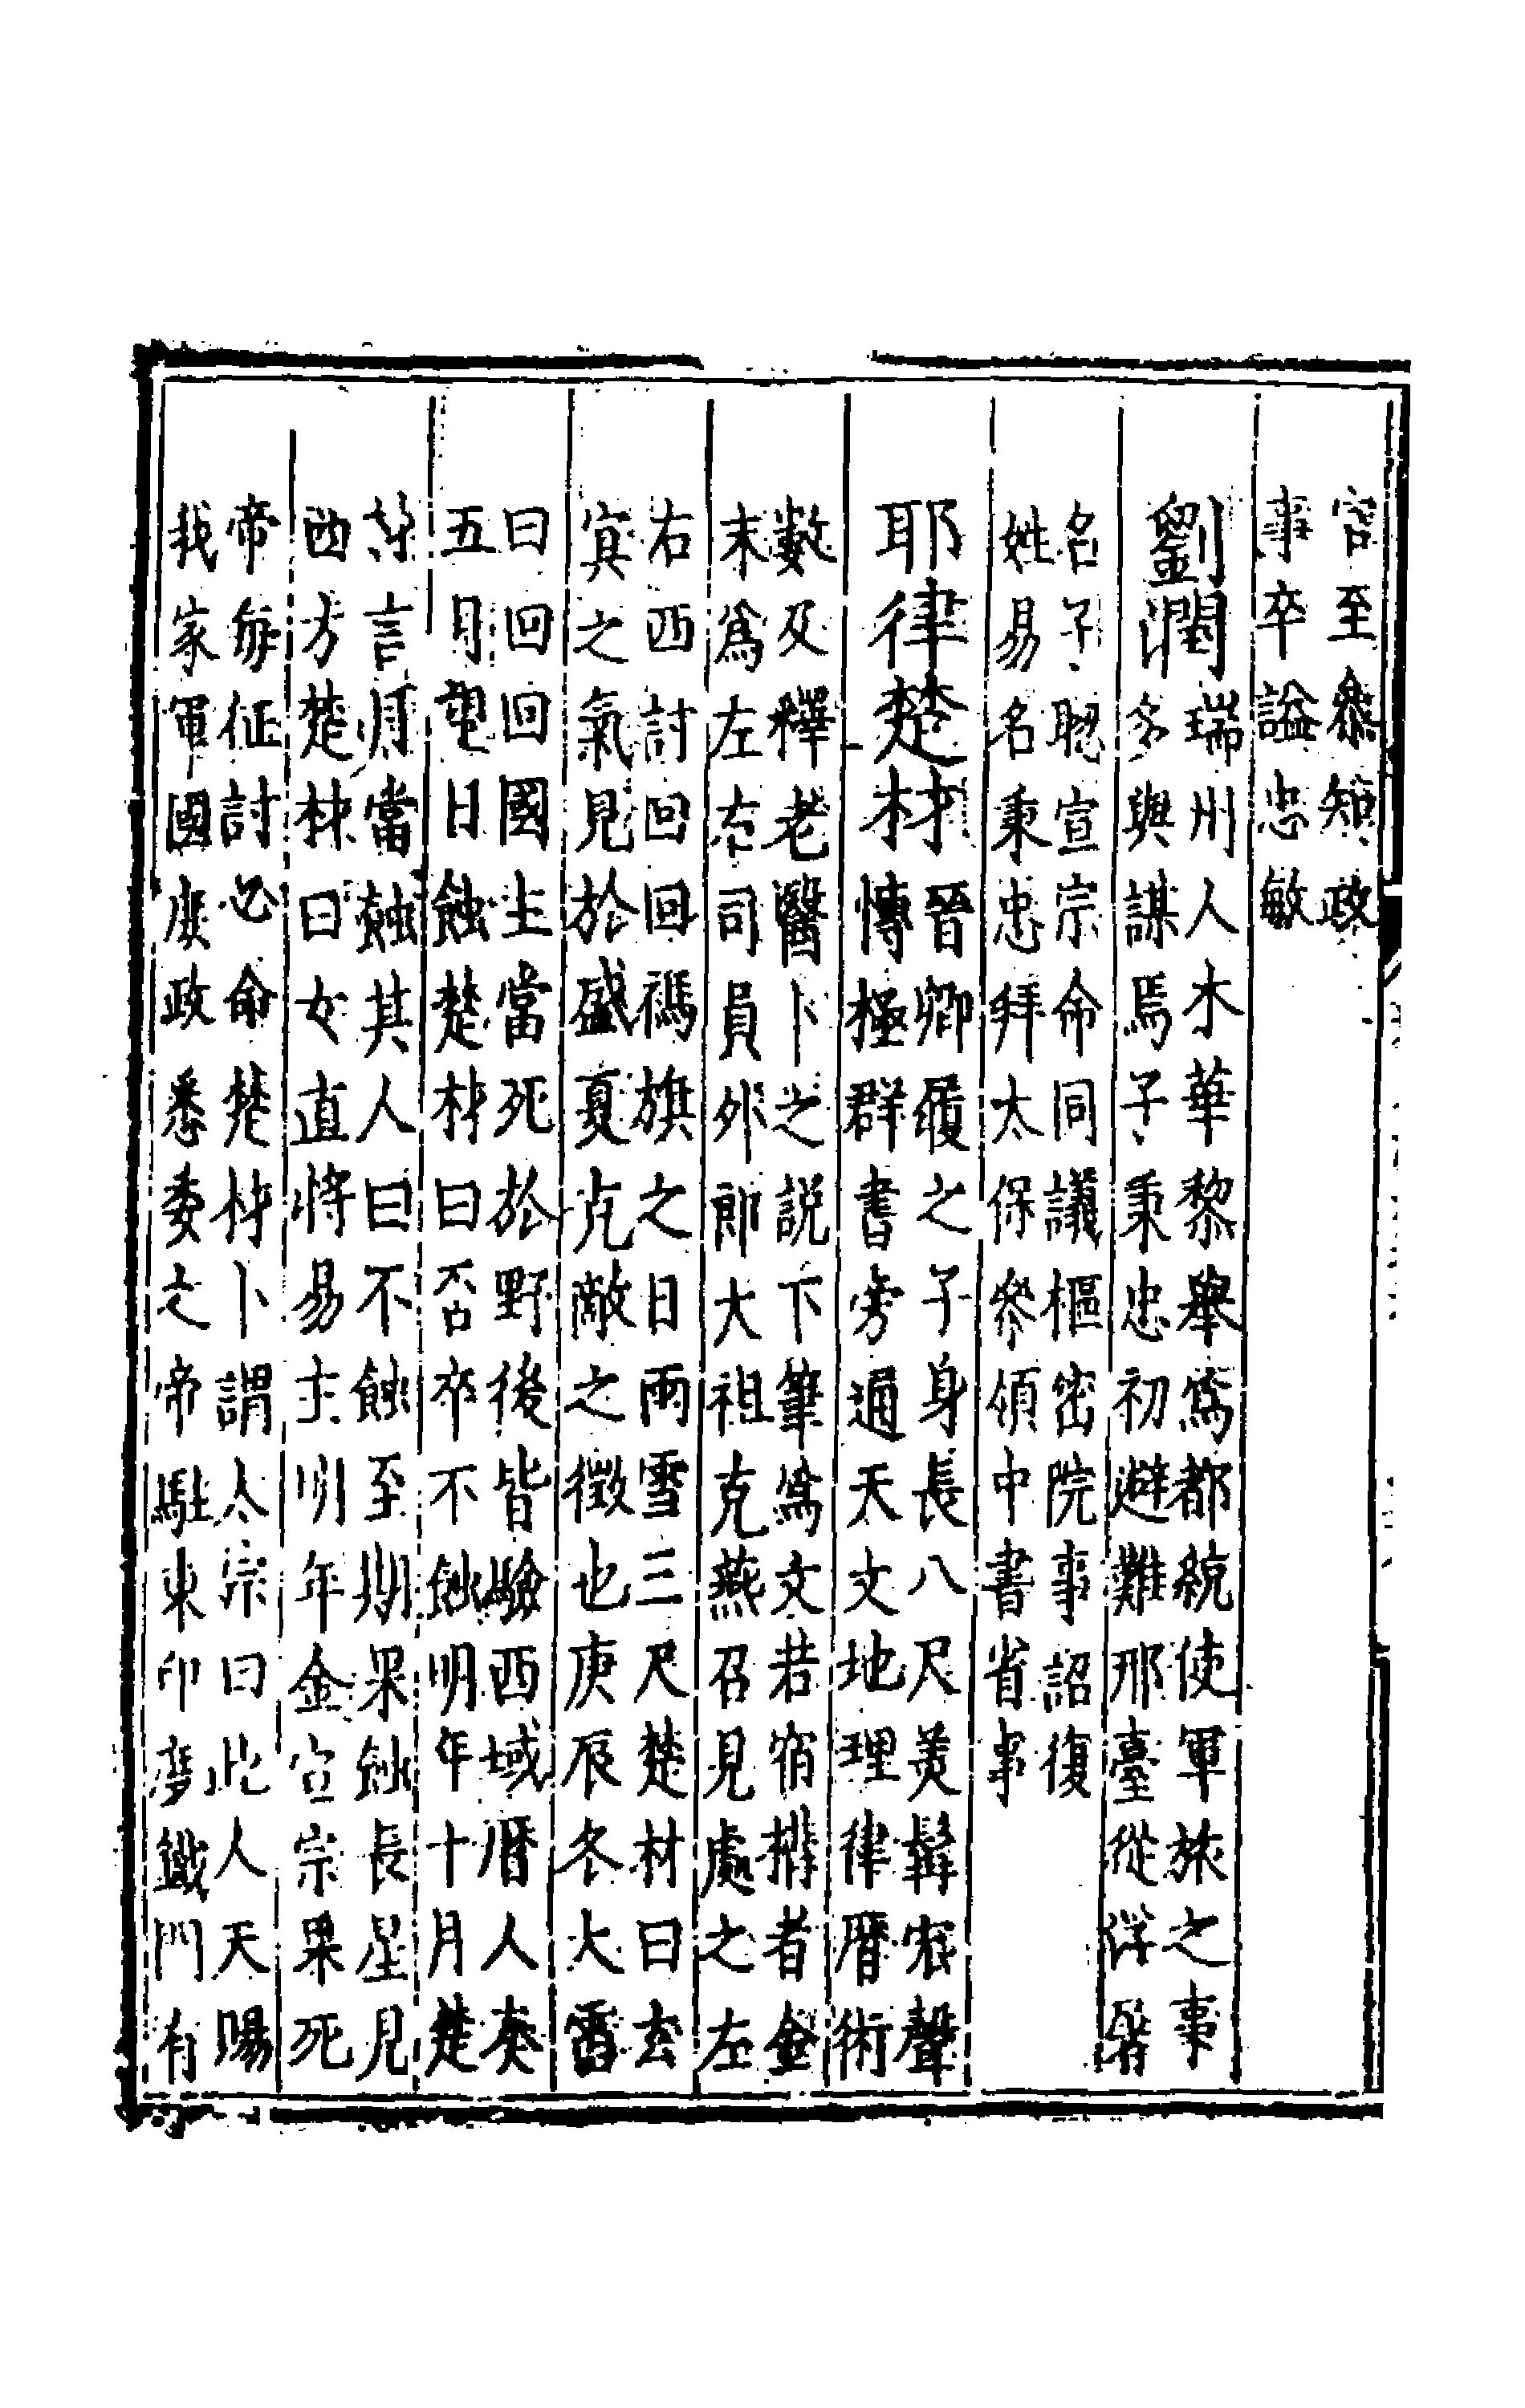 官至叅知政
事卒謚忠敏
劉潤
瑞州人木華黎舉爲都統使軍旅之事
多與謀焉子秉忠初避難邢臺從浮屠
名子聰宣宗命同議樞密院事詔復
姓易名秉忠拜太保叅領中書省事
耶律楚材
晉卿履之子身長八尺美髯宏聲
愽極群書旁通天文地理律曆術
數及釋老醫卜之説下筆爲文若宿搆者金
末爲左右司員外郎太祖克燕召見處之左
右西討回回禡旗之日雨雪三尺楚材曰玄
㝠之氣見於盛夏克敵之徵也庚辰冬大雷
曰回回國主當死於野後皆驗西域曆人奏
五月望日蝕楚材曰否卒不蝕明年十月楚
材言月當蝕其人曰不蝕至期果蝕長星見
西方楚材曰女直將易主明年金宣宗果死
帝每征討必命楚材卜謂太宗曰此人天賜
我家軍國庶政悉委之帝駐東印度鐵門有